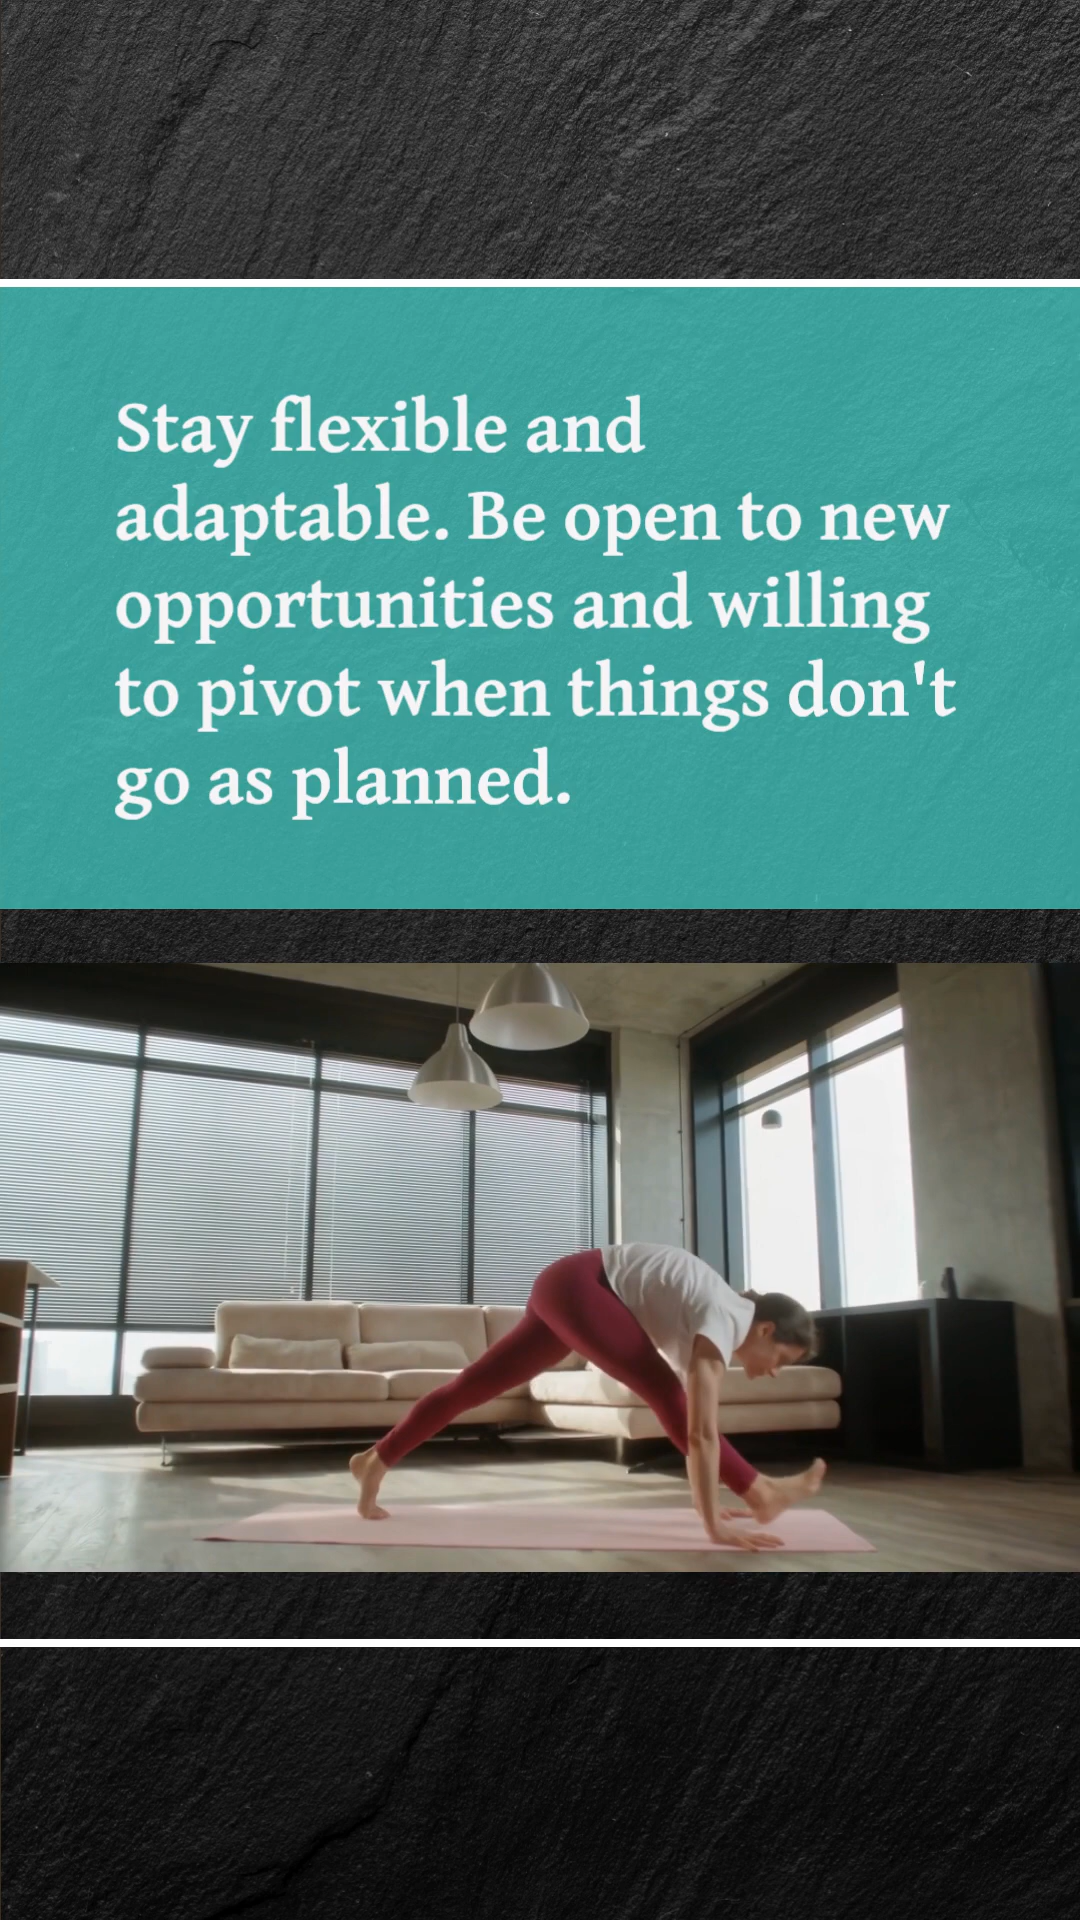 Stay flexible and
adaptable. Be open to new
opportunities and willing
to pivot when things don't
go as planned.